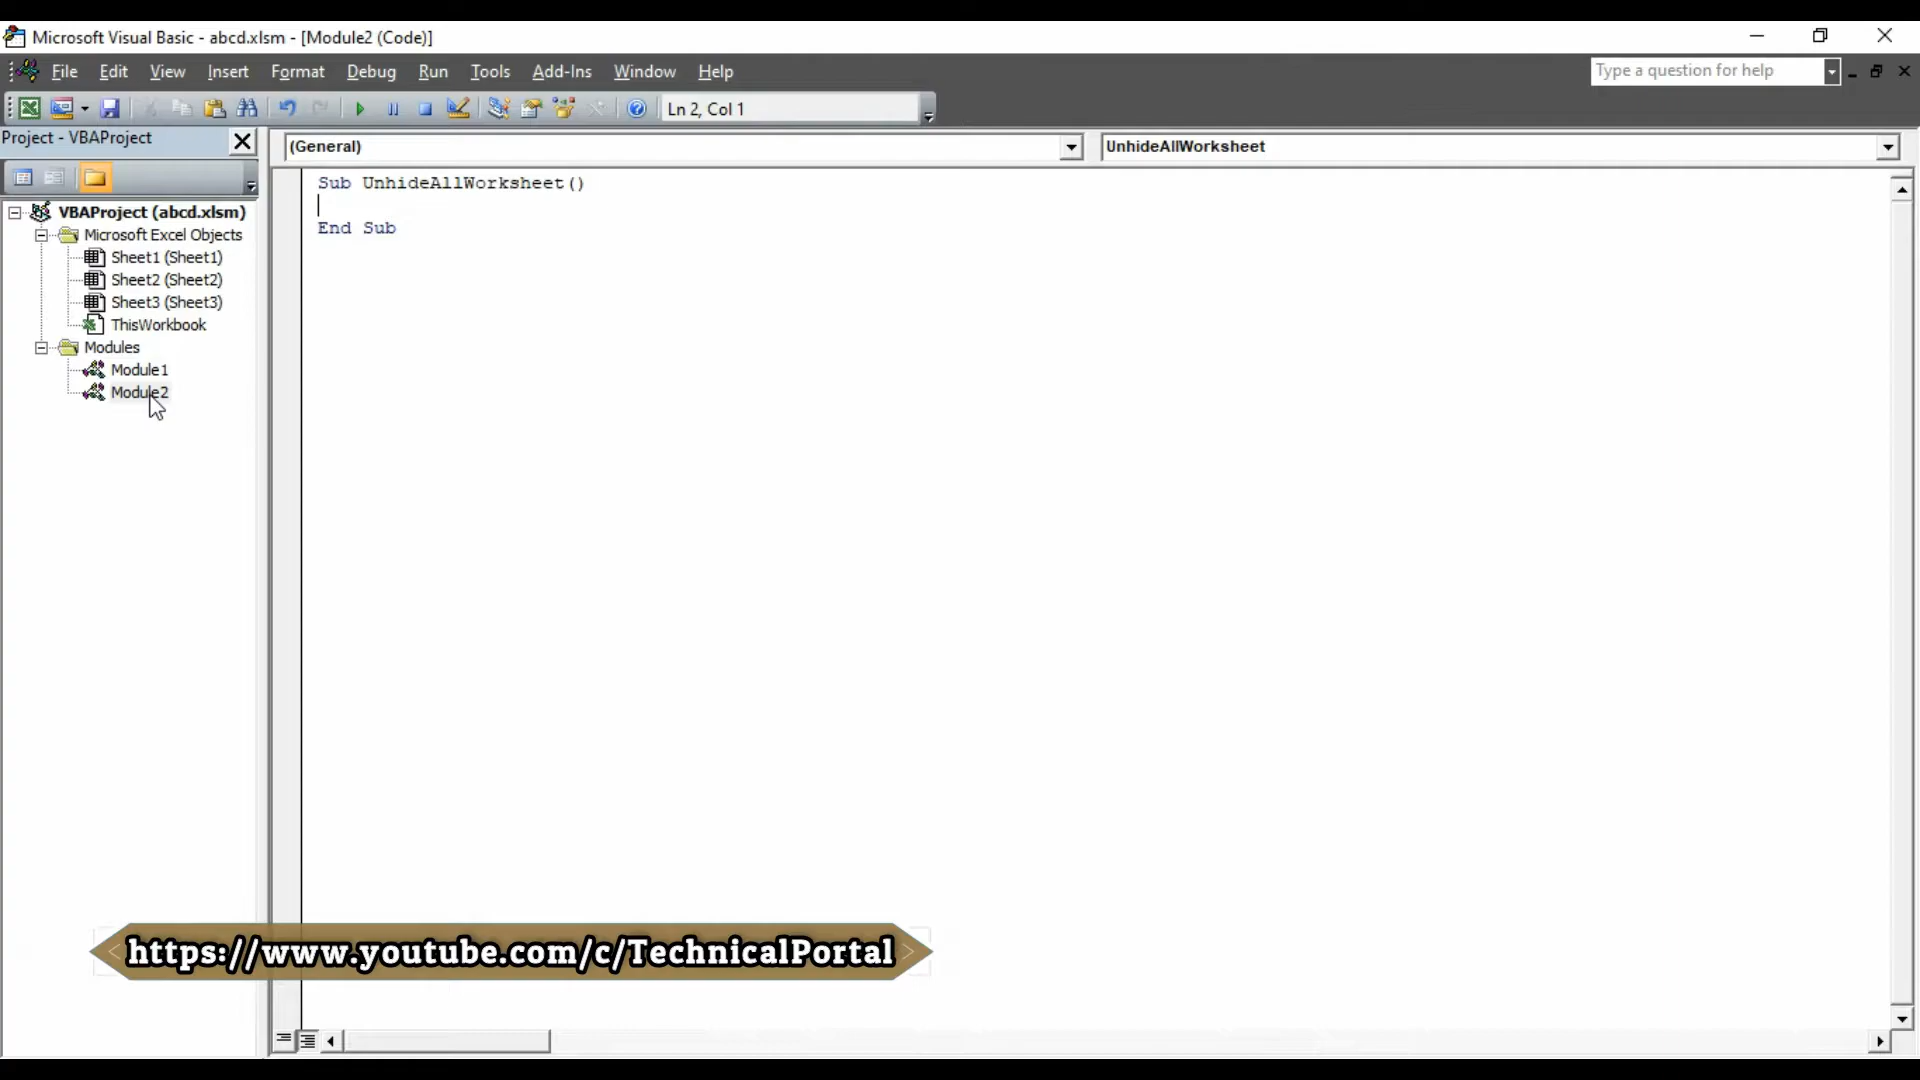 Microsoft Visual Basic - abcd.xlsm - [Module2 (Code)]
File Edit View Insert Format Debug Run Tools Add-Ins Window Help
Type a question for help
Ln 2, Col 1
Project - VBAProject
(General)
UnhideAllWorksheet
VBAProject (abcd.xlsm)
Microsoft Excel Objects
Sheet1 (Sheet1)
Sheet2 (Sheet2)
Sheet3 (Sheet3)
ThisWorkbook
Modules
Module1
Module2
Sub UnhideAllWorksheet()
End Sub
https://www.youtube.com/c/TechnicalPortal